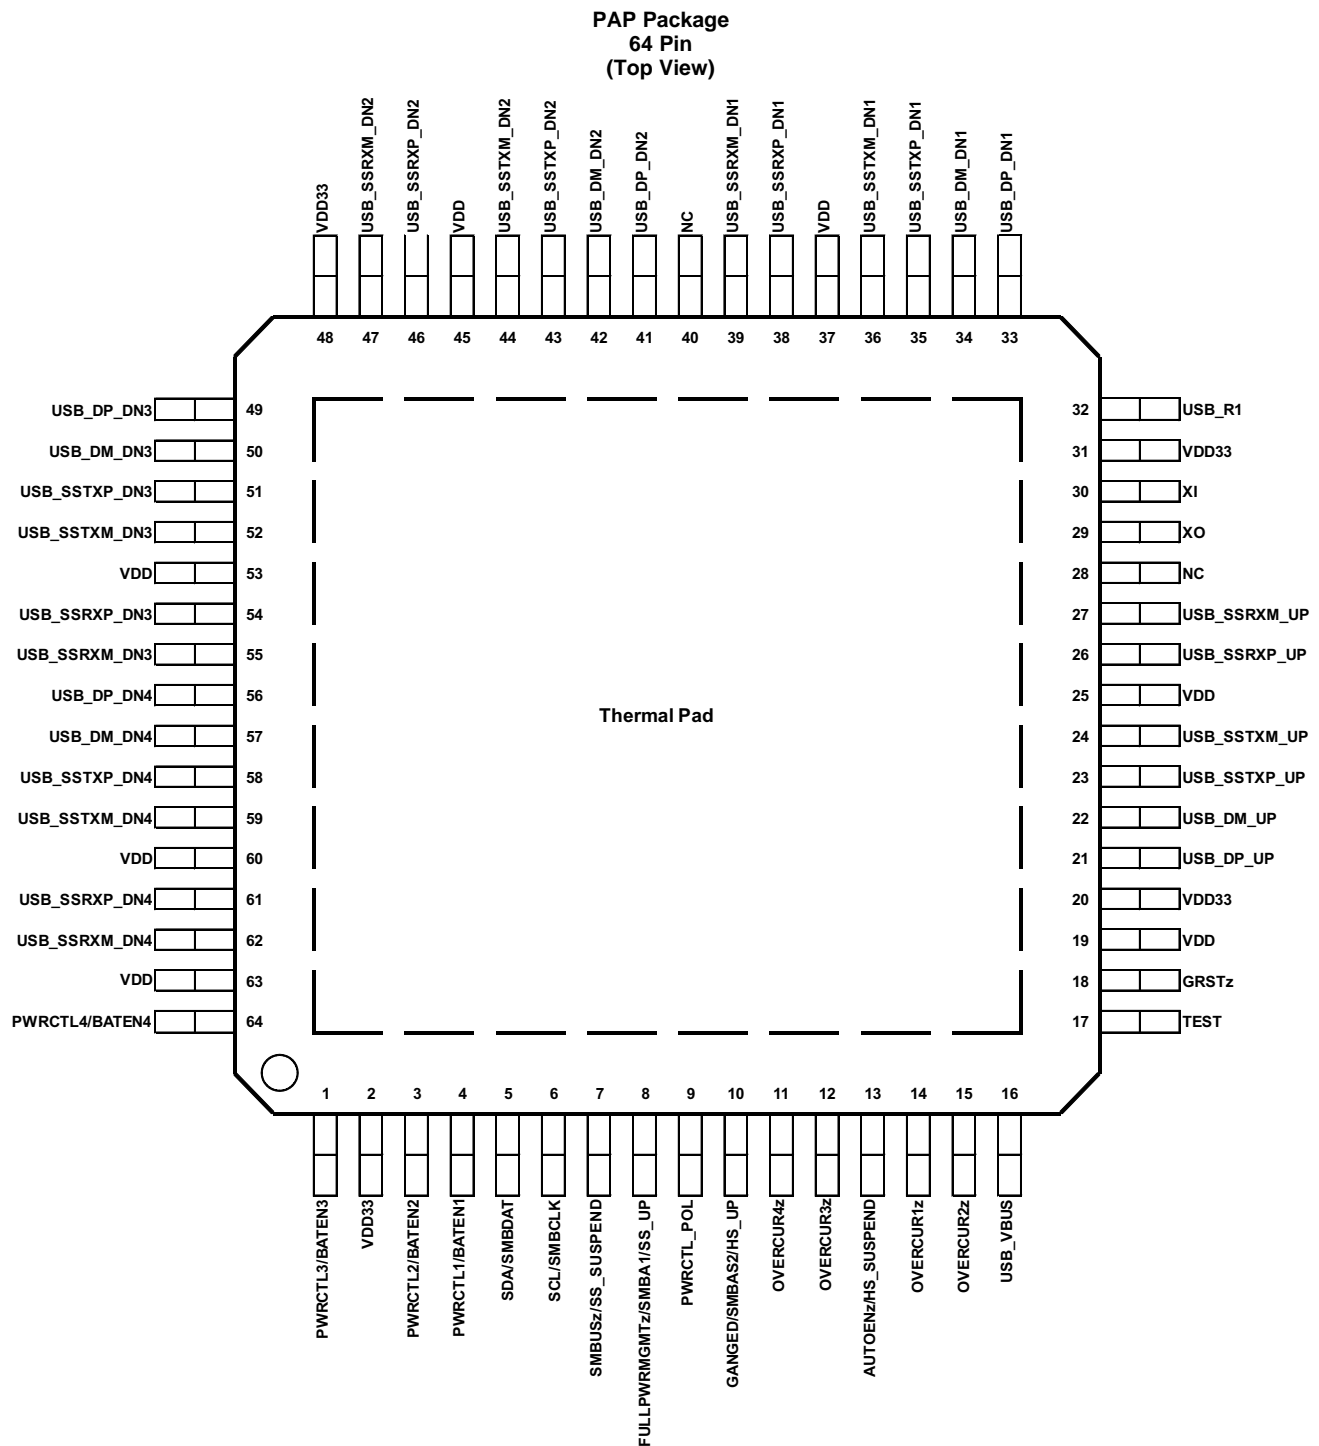 PAP Package
64 Pin
(Top View)
VDD33
USB_SSRXM_DN2
USB_SSRXP_DN2
VDD
USB_SSTXM_DN2
USB_SSTXP_DN2
USB_DM_DN2
USB_DP_DN2
NC
USB_SSRXM_DN1
USB_SSRXP_DN1
VDD
USB_SSTXM_DN1
USB_SSTXP_DN1
USB_DM_DN1
USB_DP_DN1
48 47 46 45 44 43 42 41 40 39 38 37 36 35 34 33
USB_DP_DN3 49 32 USB_R1
USB_DM_DN3 50 31 VDD33
USB_SSTXP_DN3 51 30 XI
USB_SSTXM_DN3 52 29 XO
VDD 53 28 NC
USB_SSRXP_DN3 54 27 USB_SSRXM_UP
USB_SSRXM_DN3 55 26 USB_SSRXP_UP
USB_DP_DN4 56 25 VDD
Thermal Pad
USB_DM_DN4 57 24 USB_SSTXM_UP
USB_SSTXP_DN4 58 23 USB_SSTXP_UP
USB_SSTXM_DN4 59 22 USB_DM_UP
VDD 60 21 USB_DP_UP
USB_SSRXP_DN4 61 20 VDD33
USB_SSRXM_DN4 62 19 VDD
VDD 63 18 GRSTz
PWRCTL4/BATEN4 64 17 TEST
1 2 3 4 5 6 7 8 9 10 11 12 13 14 15 16
PWRCTL3/BATEN3
VDD33
PWRCTL2/BATEN2
PWRCTL1/BATEN1
SDA/SMBDAT
SCL/SMBCLK
SMBUSz/SS_SUSPEND
FULLPWRMGMTz/SMBA1/SS_UP
PWRCTL_POL
GANGED/SMBAS2/HS_UP
OVERCUR4z
OVERCUR3z
AUTOENz/HS_SUSPEND
OVERCUR1z
OVERCUR2z
USB_VBUS